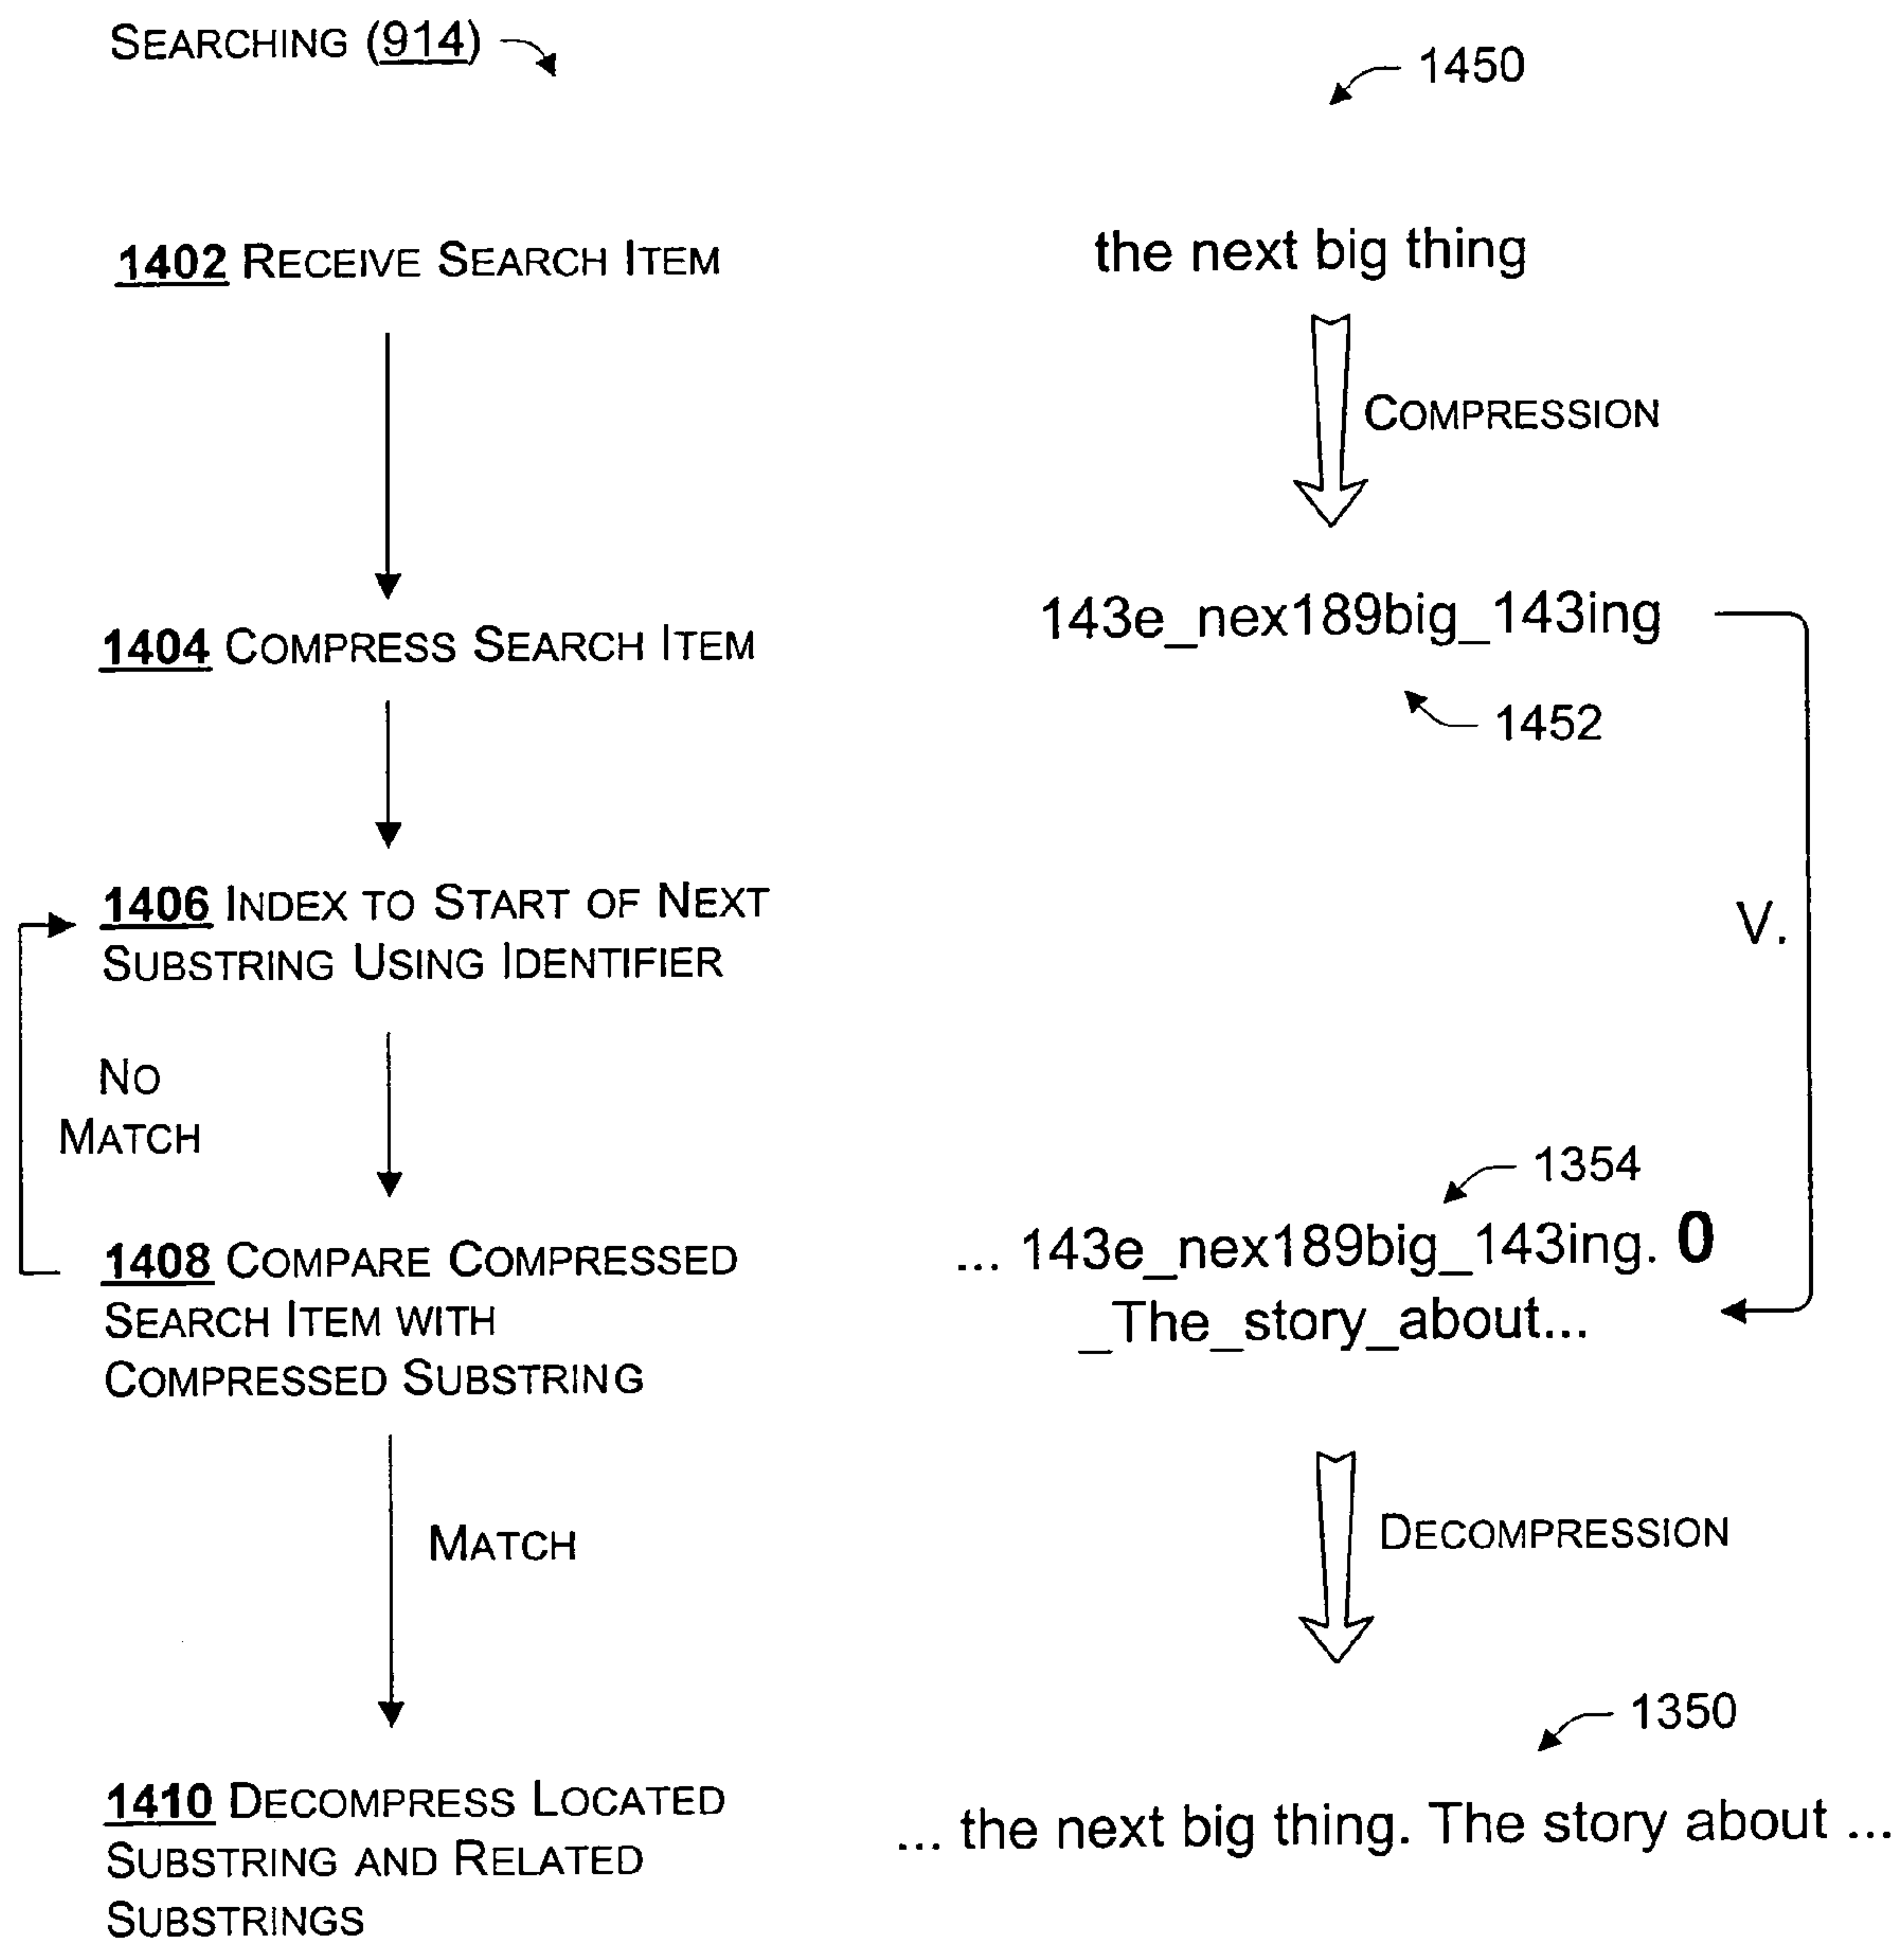 SEARCHING (914)
1450
1402 RECEIVE SEARCH ITEM
the next big thing
COMPRESSION
1404 COMPRESS SEARCH ITEM
143e_nex189big_143ing
1452
1406 INDEX TO START OF NEXT
SUBSTRING USING IDENTIFIER
V.
NO
MATCH
1354
1408 COMPARE COMPRESSED
SEARCH ITEM WITH
COMPRESSED SUBSTRING
... 143e_nex189big_143ing. 0
_The_story_about...
MATCH
DECOMPRESSION
1350
1410 DECOMPRESS LOCATED
SUBSTRING AND RELATED
SUBSTRINGS
... the next big thing. The story about ...